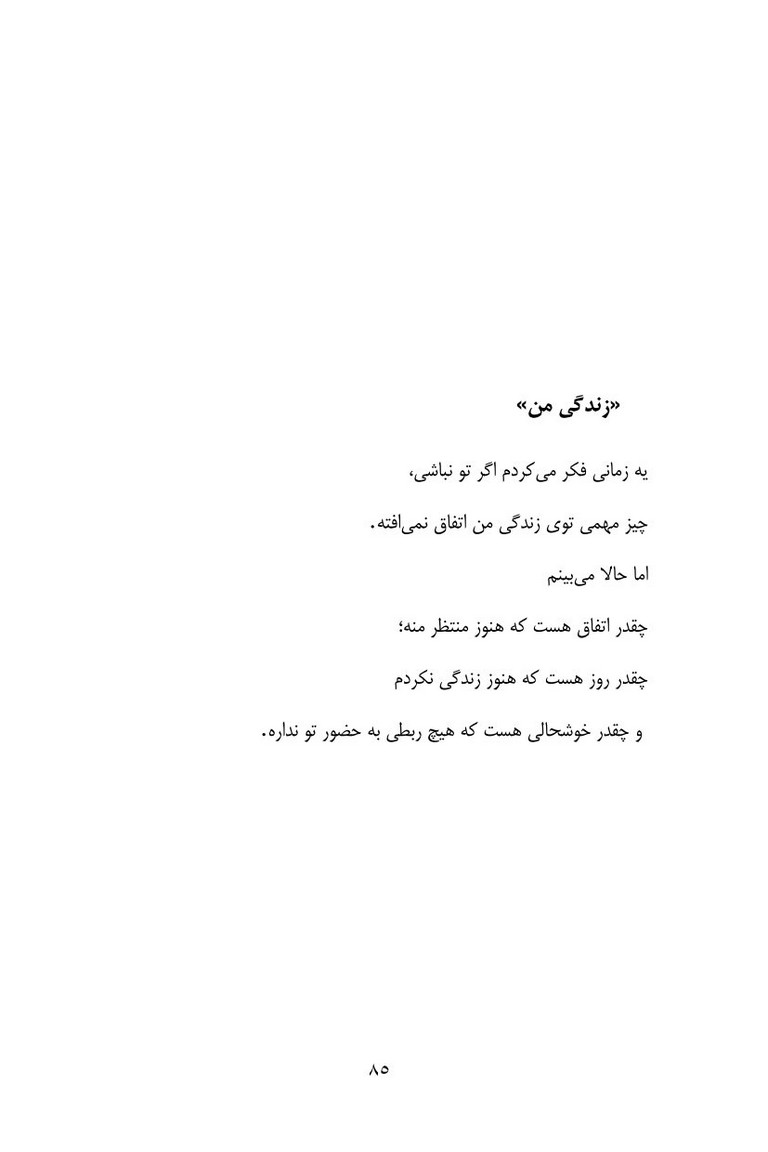 «زندگی من»
یه زمانی فکر می‌کردم اگر تو نباشی،
چیز مهمی توی زندگی من اتفاق نمی‌افته.
اما حالا می‌بینم
چقدر اتفاق هست که هنوز منتظر منه؛
چقدر روز هست که هنوز زندگی نکردم
و چقدر خوشحالی هست که هیچ ربطی به حضور تو نداره.
۸۵